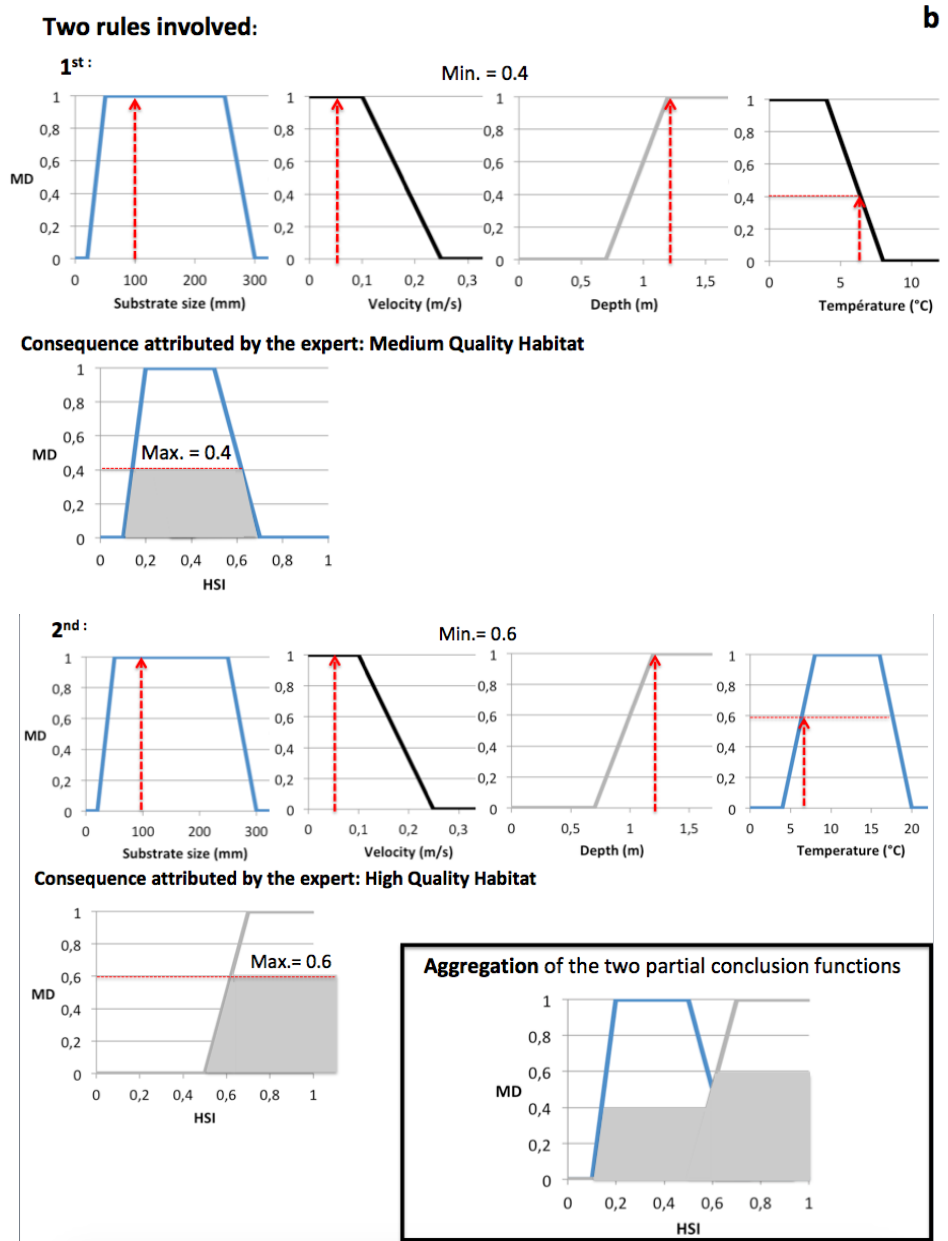 b
Two rules involved:
1st :
Min. = 0.4
MD
1
0,8
0,6
0,4
0,2
0
0 100 200 300
Substrate size (mm)
1
0,8
0,6
0,4
0,2
0
0 0,1 0,2 0,3
Velocity (m/s)
1
0,8
0,6
0,4
0,2
0
0 0,5 1 1,5
Depth (m)
1
0,8
0,6
0,4
0,2
0
0 5 10
Température (°C)
Consequence attributed by the expert: Medium Quality Habitat
MD
1
0,8
0,6
0,4
0,2
0
Max. = 0.4
0 0,2 0,4 0,6 0,8 1
HSI
2nd :
Min.= 0.6
MD
1
0,8
0,6
0,4
0,2
0
0 100 200 300
Substrate size (mm)
1
0,8
0,6
0,4
0,2
0
0 0,1 0,2 0,3
Velocity (m/s)
1
0,8
0,6
0,4
0,2
0
0 0,5 1 1,5
Depth (m)
1
0,8
0,6
0,4
0,2
0
0 5 10 15 20
Temperature (°C)
Consequence attributed by the expert: High Quality Habitat
MD
1
0,8
0,6
0,4
0,2
0
Max.= 0.6
0 0,2 0,4 0,6 0,8 1
HSI
Aggregation of the two partial conclusion functions
MD
1
0,8
0,6
0,4
0,2
0
0 0,2 0,4 0,6 0,8 1
HSI